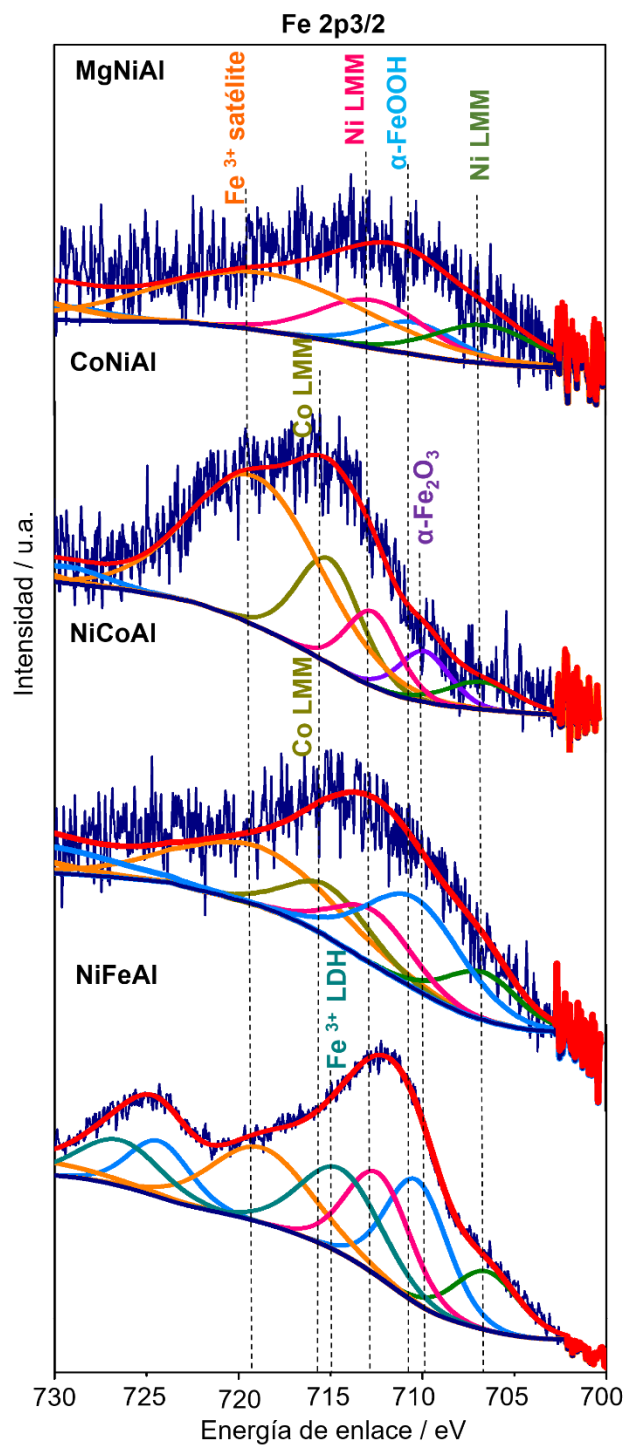 Fe 2p3/2
MgNiAl
Fe ³⁺ satélite
Ni LMM
α-FeOOH
Ni LMM
CoNiAl
Co LMM
α-Fe₂O₃
NiCoAl
Co LMM
NiFeAl
Fe ³⁺ LDH
Intensidad / u.a.
730 725 720 715 710 705 700
Energía de enlace / eV